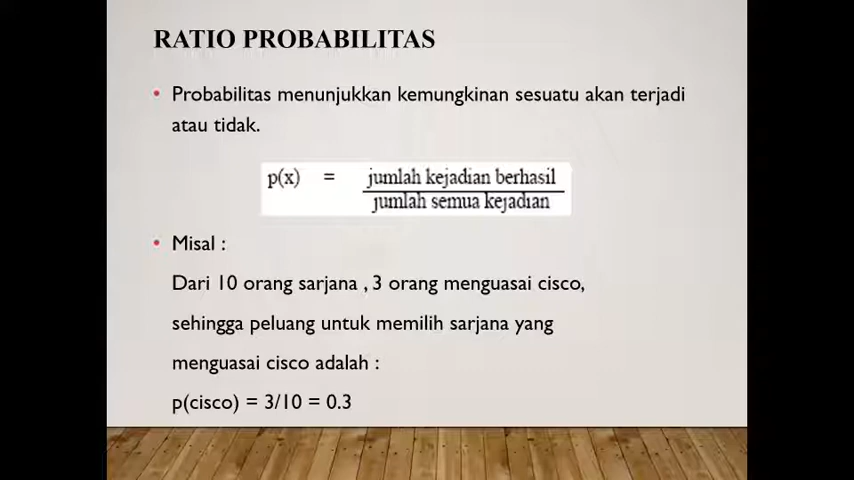 RATIO PROBABILITAS
• Probabilitas menunjukkan kemungkinan sesuatu akan terjadi
atau tidak.
p(x) = jumlah kejadian berhasil
jumlah semua kejadian
• Misal :
Dari 10 orang sarjana , 3 orang menguasai cisco,
sehingga peluang untuk memilih sarjana yang
menguasai cisco adalah :
p(cisco) = 3/10 = 0.3